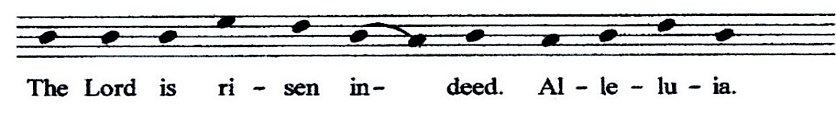 The Lord is ri - sen in- deed. Al - le - lu - ia.